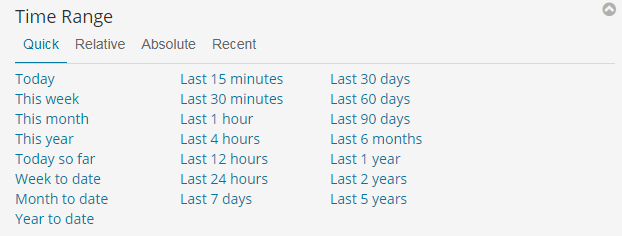 Time Range
Quick Relative Absolute Recent
Today Last 15 minutes Last 30 days
This week Last 30 minutes Last 60 days
This month Last 1 hour Last 90 days
This year Last 4 hours Last 6 months
Today so far Last 12 hours Last 1 year
Week to date Last 24 hours Last 2 years
Month to date Last 7 days Last 5 years
Year to date